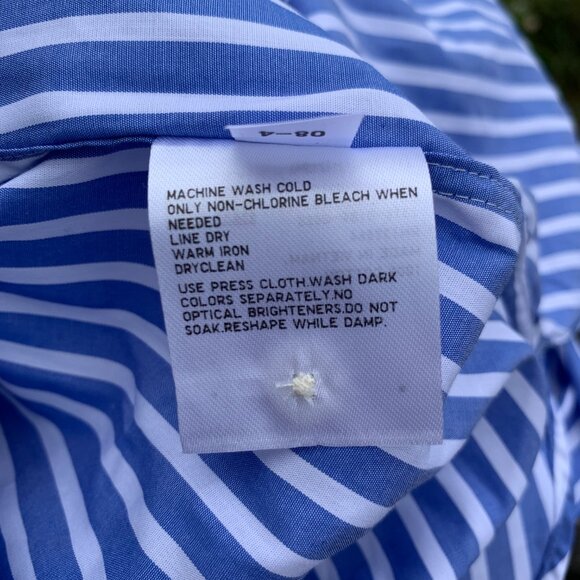 08-4
MACHINE WASH COLD
ONLY NON-CHLORINE BLEACH WHEN
NEEDED
LINE DRY
WARM IRON
DRYCLEAN
USE PRESS CLOTH.WASH DARK
COLORS SEPARATELY.NO
OPTICAL BRIGHTENERS.DO NOT
SOAK.RESHAPE WHILE DAMP.